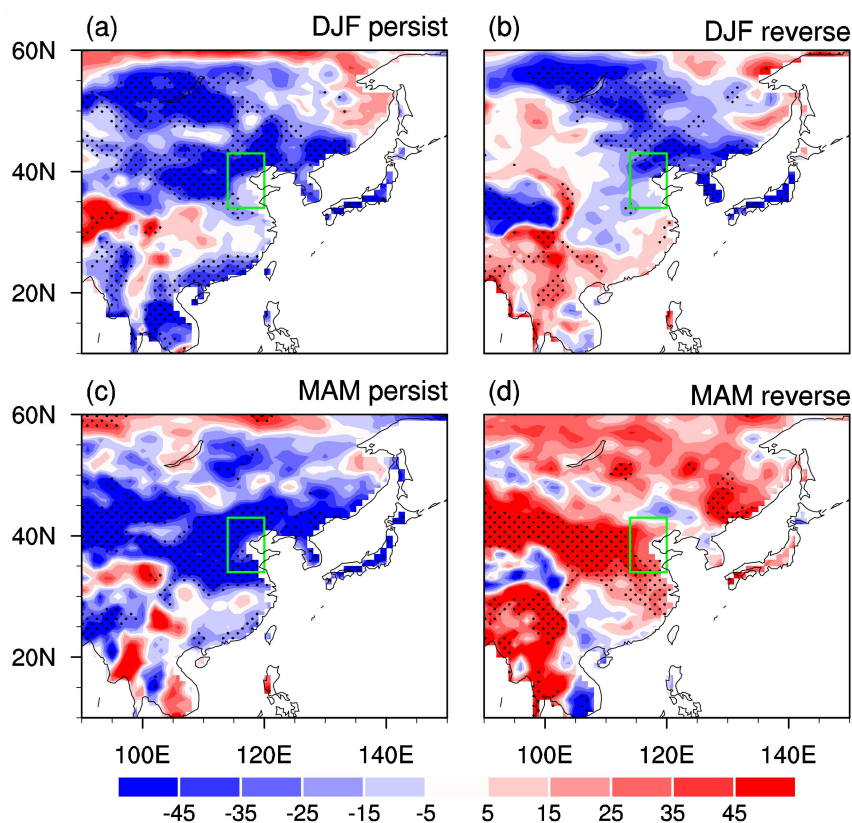 (a) DJF persist
(b) DJF reverse
60N
40N
20N
(c) MAM persist
(d) MAM reverse
60N
40N
20N
100E 120E 140E 100E 120E 140E
-45 -35 -25 -15 -5 5 15 25 35 45